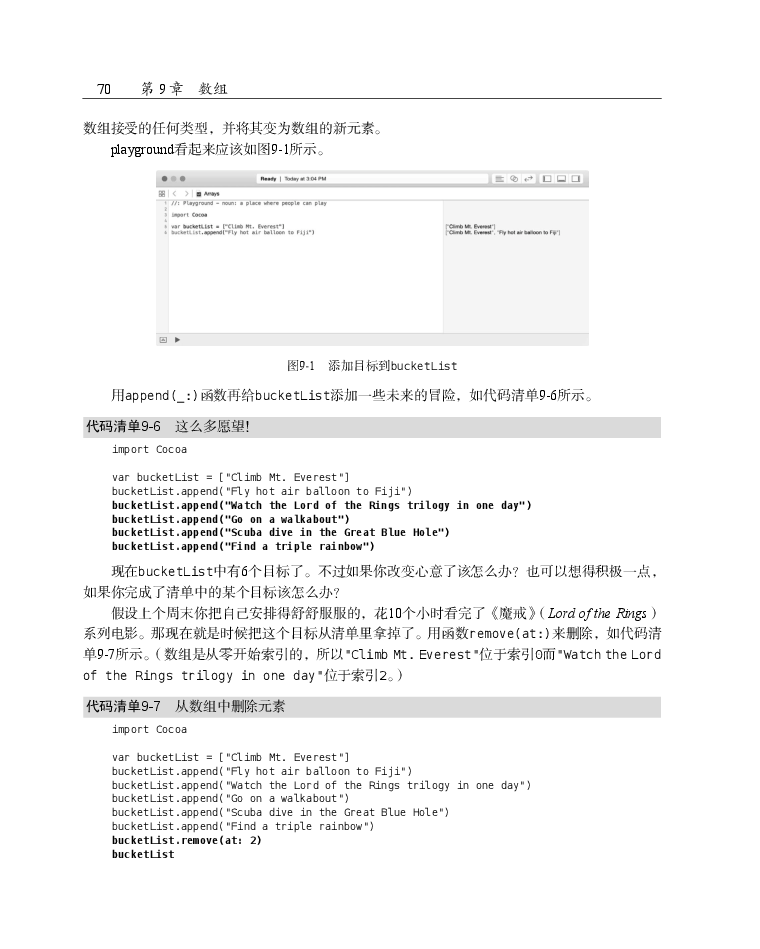 70 第 9 章 数组
数组接受的任何类型，并将其变为数组的新元素。
playground看起来应该如图9-1所示。
Ready | Today at 3:04 PM
Arrays
1 //: Playground – noun: a place where people can play
2
3 import Cocoa
4
5 var bucketList = ["Climb Mt. Everest"] ["Climb Mt. Everest"]
6 bucketList.append("Fly hot air balloon to Fiji") ["Climb Mt. Everest", "Fly hot air balloon to Fiji"]
图9-1 添加目标到bucketList
用append(_:)函数再给bucketList添加一些未来的冒险，如代码清单9-6所示。
代码清单9-6 这么多愿望！
import Cocoa
var bucketList = ["Climb Mt. Everest"]
bucketList.append("Fly hot air balloon to Fiji")
bucketList.append("Watch the Lord of the Rings trilogy in one day")
bucketList.append("Go on a walkabout")
bucketList.append("Scuba dive in the Great Blue Hole")
bucketList.append("Find a triple rainbow")
现在bucketList中有6个目标了。不过如果你改变心意了该怎么办？也可以想得积极一点，
如果你完成了清单中的某个目标该怎么办？
假设上个周末你把自己安排得舒舒服服的，花10个小时看完了《魔戒》（Lord of the Rings）
系列电影。那现在就是时候把这个目标从清单里拿掉了。用函数remove(at:)来删除，如代码清
单9-7所示。（数组是从零开始索引的，所以"Climb Mt. Everest"位于索引0而"Watch the Lord
of the Rings trilogy in one day"位于索引2。）
代码清单9-7 从数组中删除元素
import Cocoa
var bucketList = ["Climb Mt. Everest"]
bucketList.append("Fly hot air balloon to Fiji")
bucketList.append("Watch the Lord of the Rings trilogy in one day")
bucketList.append("Go on a walkabout")
bucketList.append("Scuba dive in the Great Blue Hole")
bucketList.append("Find a triple rainbow")
bucketList.remove(at: 2)
bucketList